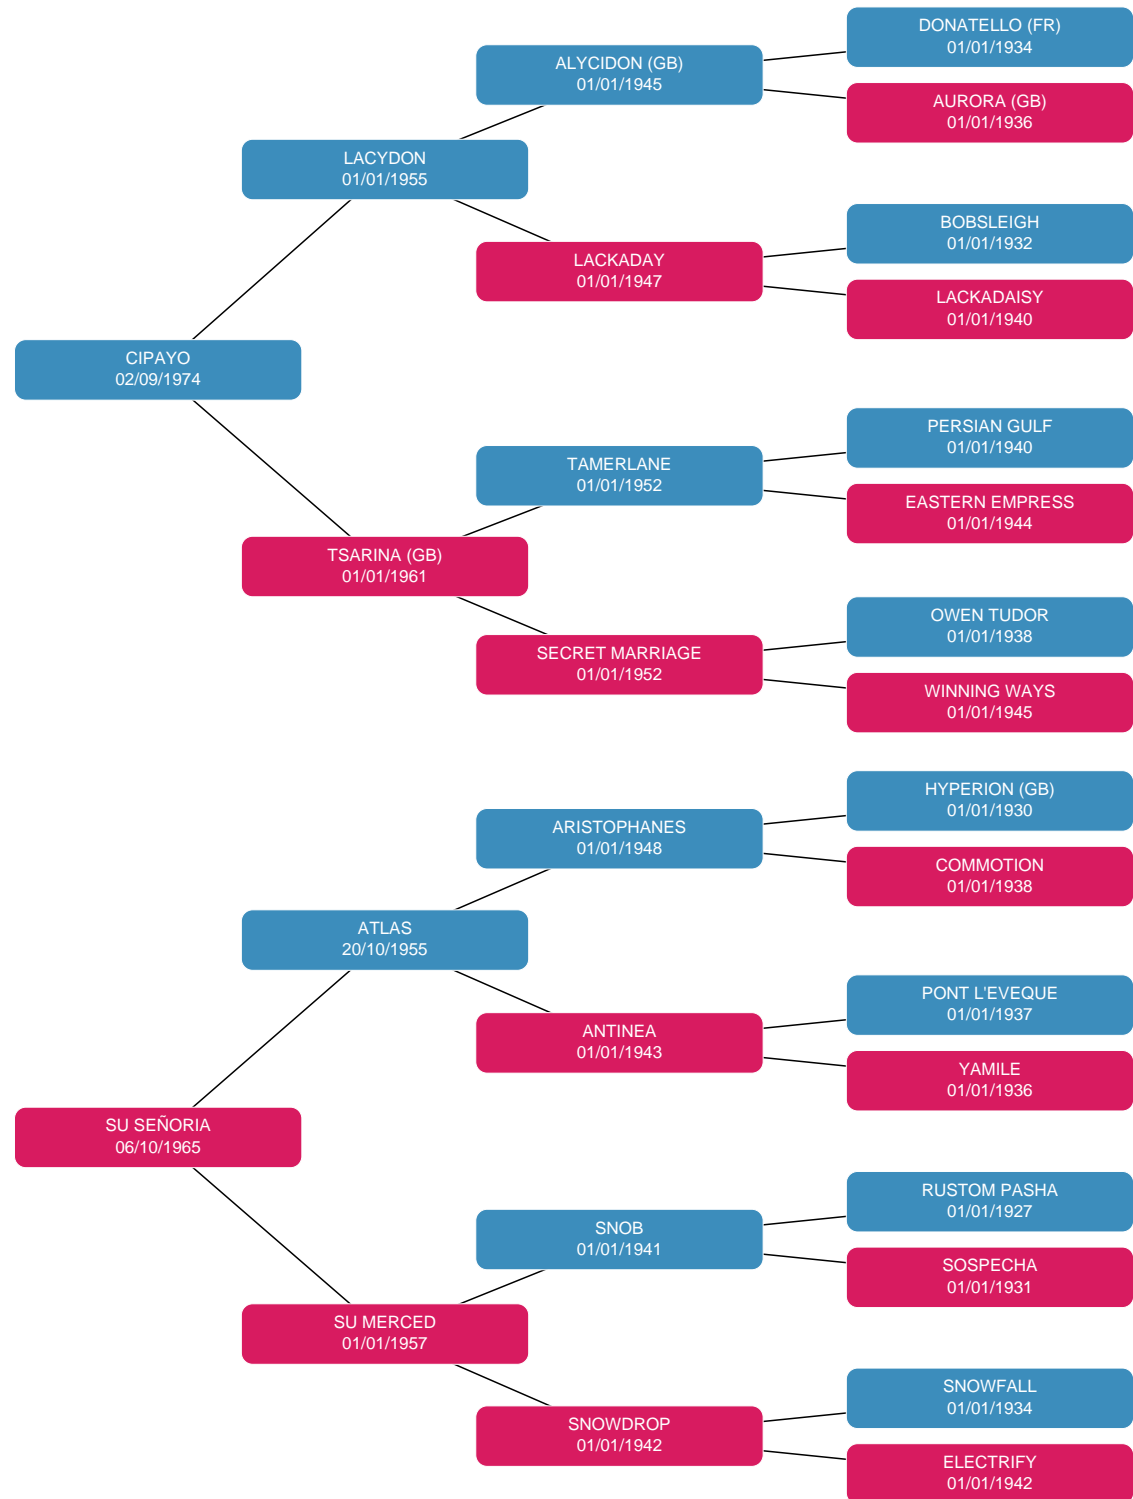 DONATELLO (FR)
01/01/1934
ALYCIDON (GB)
01/01/1945
AURORA (GB)
01/01/1936
LACYDON
01/01/1955
BOBSLEIGH
01/01/1932
LACKADAY
01/01/1947
LACKADAISY
01/01/1940
CIPAYO
02/09/1974
PERSIAN GULF
01/01/1940
TAMERLANE
01/01/1952
EASTERN EMPRESS
01/01/1944
TSARINA (GB)
01/01/1961
OWEN TUDOR
01/01/1938
SECRET MARRIAGE
01/01/1952
WINNING WAYS
01/01/1945
HYPERION (GB)
01/01/1930
ARISTOPHANES
01/01/1948
COMMOTION
01/01/1938
ATLAS
20/10/1955
PONT L'EVEQUE
01/01/1937
ANTINEA
01/01/1943
YAMILE
01/01/1936
SU SEÑORIA
06/10/1965
RUSTOM PASHA
01/01/1927
SNOB
01/01/1941
SOSPECHA
01/01/1931
SU MERCED
01/01/1957
SNOWFALL
01/01/1934
SNOWDROP
01/01/1942
ELECTRIFY
01/01/1942